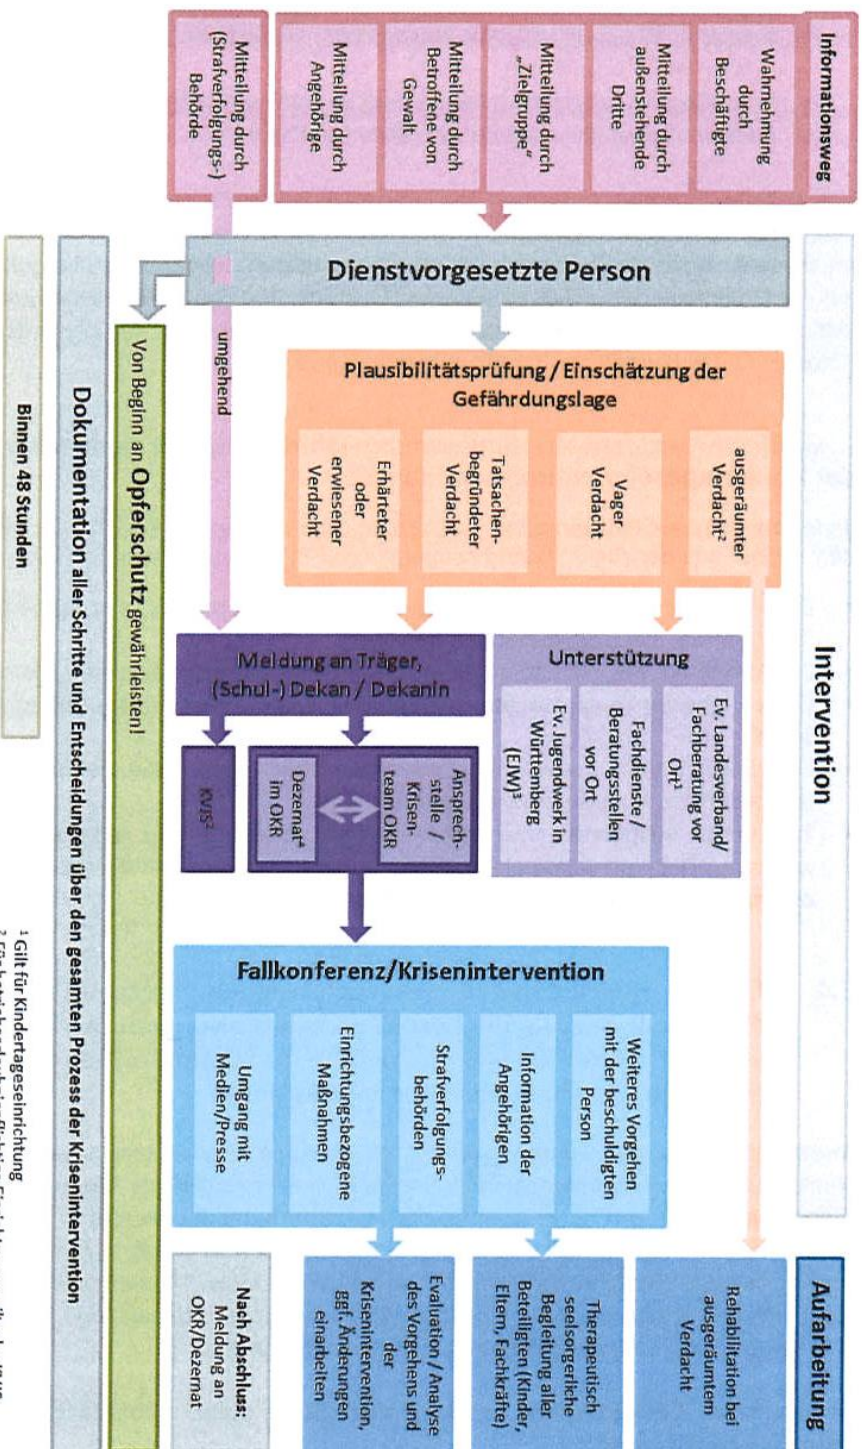 Informationsweg
Wahrnehmung
durch
Beschäftigte
Mitteilung durch
außenstehende
Dritte
Mitteilung durch
„Zielgruppe“
Mitteilung durch
Betroffene von
Gewalt
Mitteilung durch
Angehörige
Mitteilung durch
(Strafverfolgungs-)
Behörde
Intervention
Dienstvorgesetzte Person
umgehend
Plausibilitätsprüfung / Einschätzung der
Gefährdungslage
ausgeräumter
Verdacht²
Vager
Verdacht
Tatsachen-
begründeter
Verdacht
Erhärteter
oder
erwiesener
Verdacht
Unterstützung
Ev. Landesverband/
Fachberatung vor
Ort¹
Fachdienste /
Beratungsstellen
vor Ort
Ev. Jugendwerk in
Württemberg
(EJW)³
Meldung an Träger,
(Schul-) Dekan / Dekanin
Ansprech-
stelle /
Krisen-
team OKR
Dezernat⁴
im OKR
KVJS²
Fallkonferenz/Krisenintervention
Weiteres Vorgehen
mit der beschuldigten
Person
Information der
Angehörigen
Strafverfolgungs-
behörden
Einrichtungsbezogene
Maßnahmen
Umgang mit
Medien/Presse
Aufarbeitung
Rehabilitation bei
ausgeräumtem
Verdacht
Therapeutisch
seelsorgerliche
Begleitung aller
Beteiligten (Kinder,
Eltern, Fachkräfte)
Evaluation / Analyse
des Vorgehens und
der
Krisenintervention,
ggf. Änderungen
einarbeiten
Nach Abschluss:
Meldung an
OKR/Dezernat
Von Beginn an Opferschutz gewährleisten!
Dokumentation aller Schritte und Entscheidungen über den gesamten Prozess der Krisenintervention
Binnen 48 Stunden
¹ Gilt für Kindertageseinrichtung